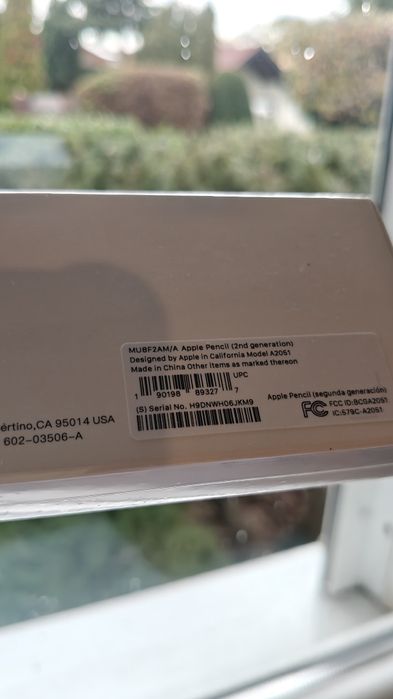 MU8F2AM/A Apple Pencil (2nd generation)
Designed by Apple in California Model A2051
Made in China Other items as marked thereon
UPC
1 90198 89327 7
(S) Serial No. H9DNWH06JKM9
Apple Pencil (segunda generación)
FC FCC ID:BCGA2051
IC:579C-A2051
ertino,CA 95014 USA
602-03506-A